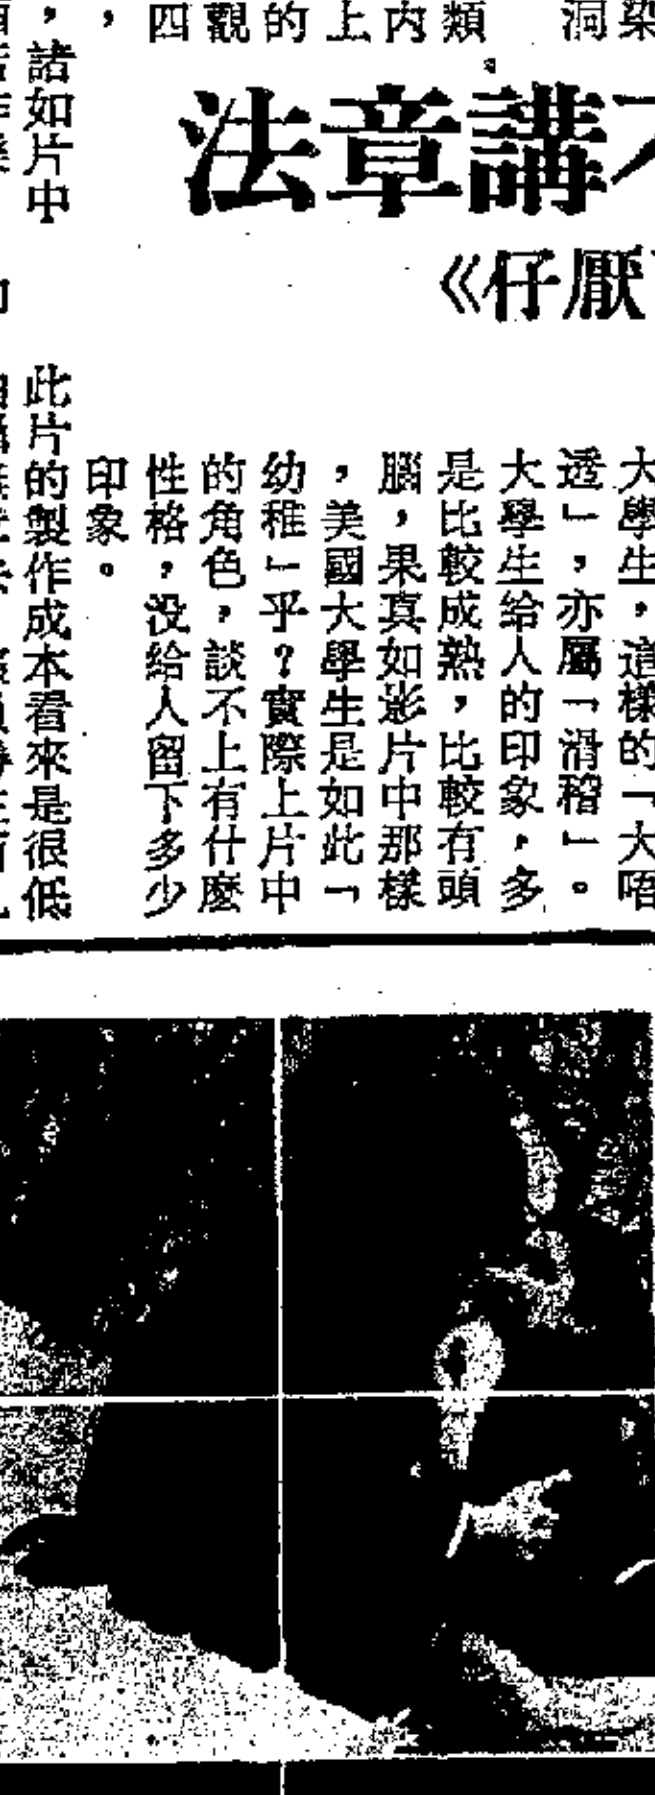 染
洞
類
内
上
的
觀
四
，
，諸如片中
講章法
厭仔》
大學生，這樣的「大唔
透」，亦屬「滑稽」。
大學生給人的印象，多
是比較成熟，比較有頭
腦，果真如影片中那樣
，美國大學生是如此「
幼稚」乎？實際上片中
的角色，談不上有什麼
性格，没給人留下多少
印象。
此片的製作成本看來是很低